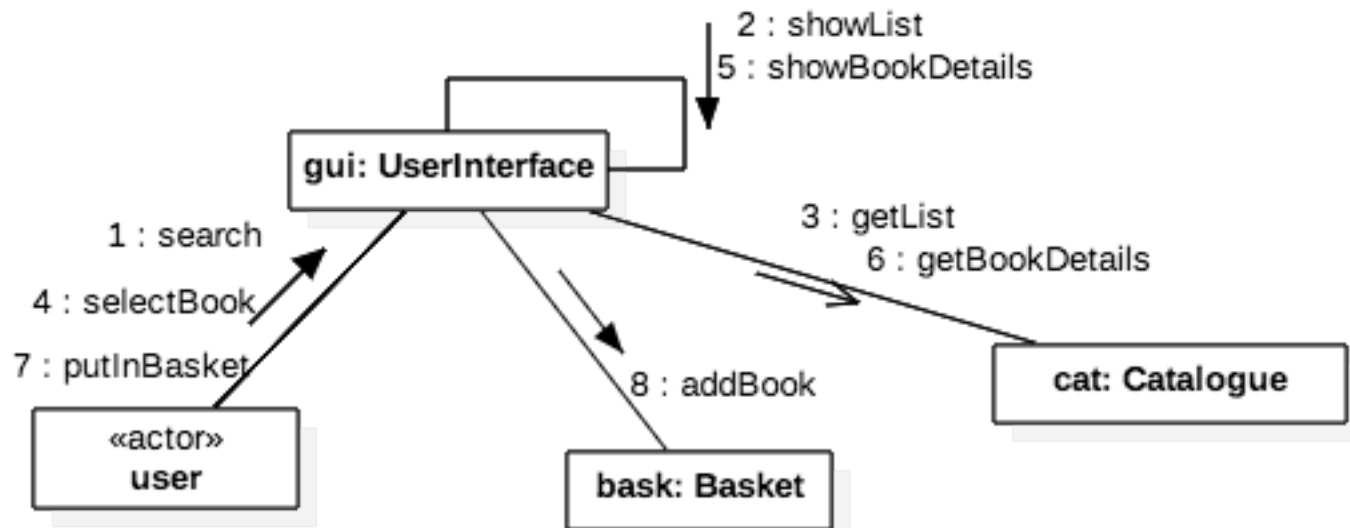 2 : showList
5 : showBookDetails
gui: UserInterface
1 : search
3 : getList
6 : getBookDetails
4 : selectBook
7 : putInBasket
8 : addBook
cat: Catalogue
«actor»
user
bask: Basket